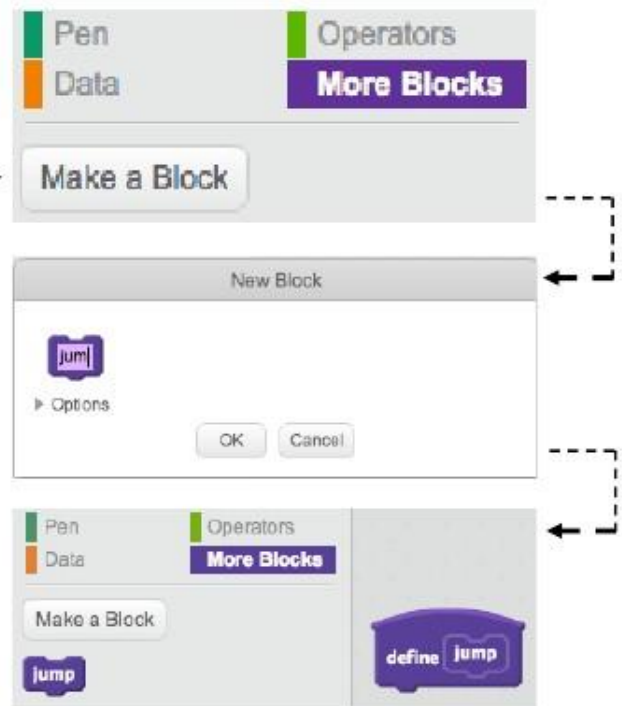 Pen Operators
Data More Blocks
Make a Block
New Block
jum
Options
OK Cancel
Pen Operators
Data More Blocks
Make a Block
jump
define jump